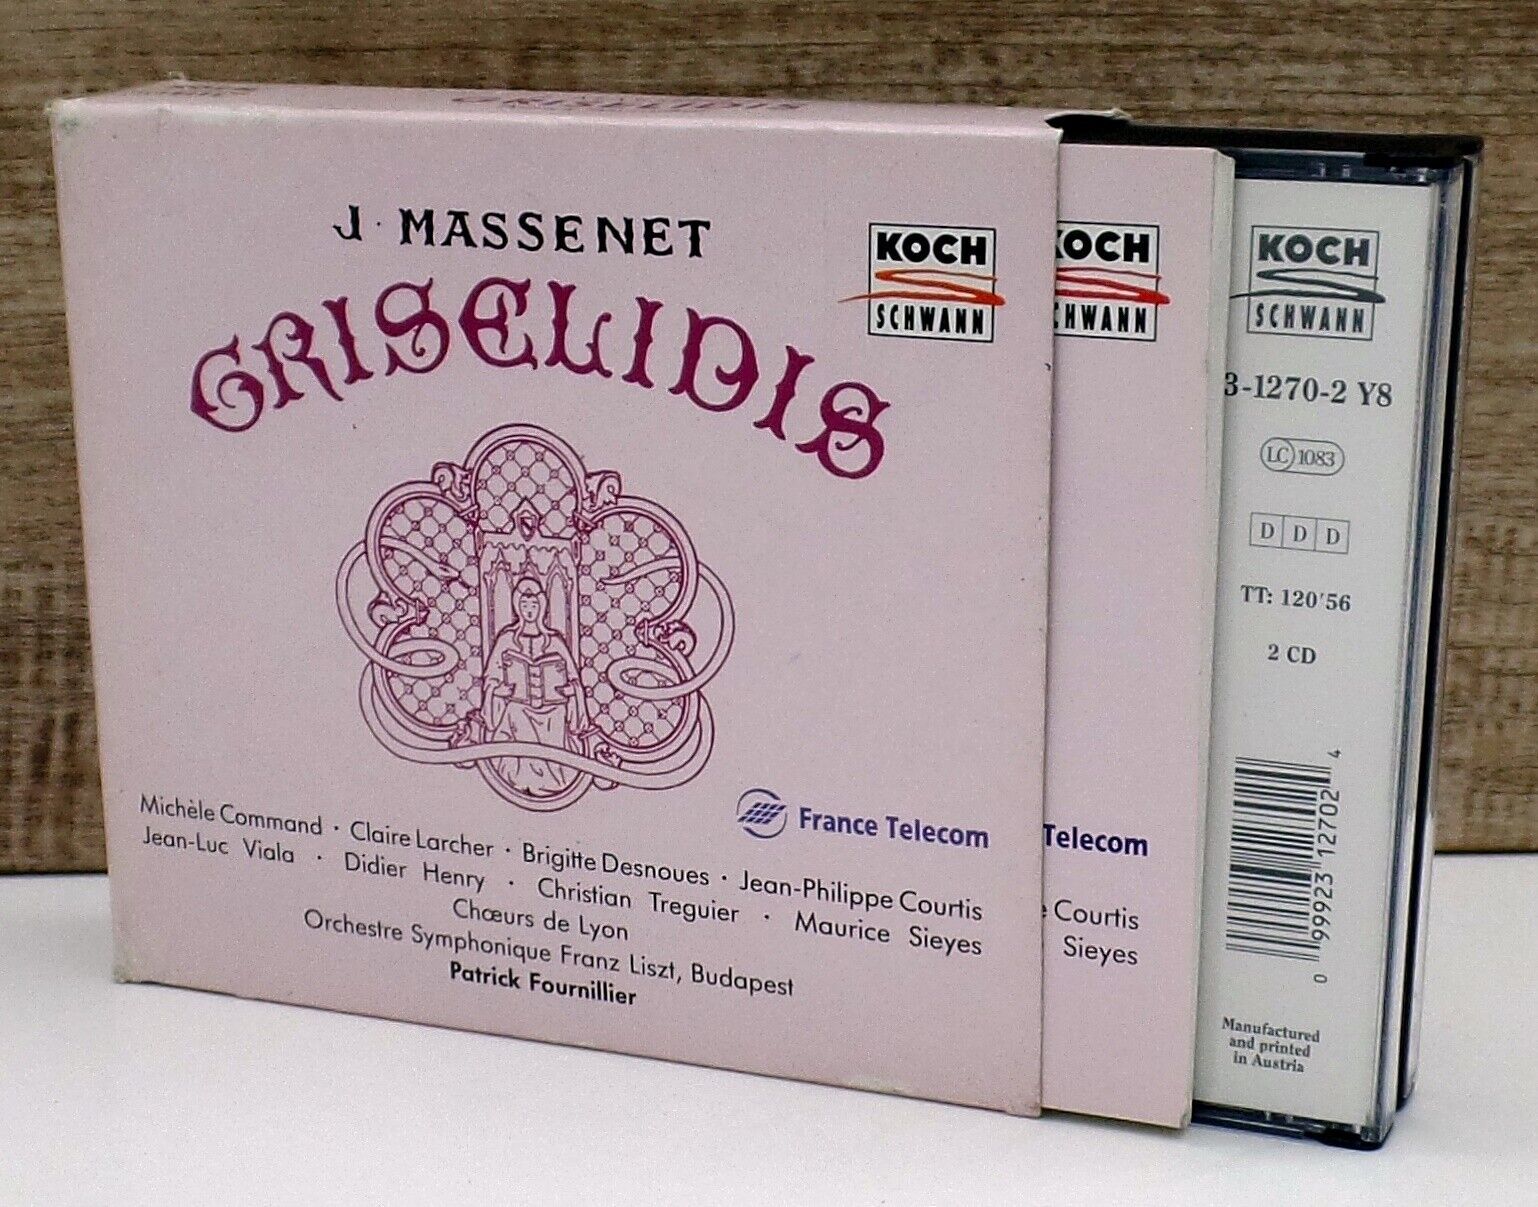 GRISELIDIS
J. MASSENET
GRISELIDIS
KOCH
SCHWANN
France Telecom
Michèle Command · Claire Larcher · Brigitte Desnoues · Jean-Philippe Courtis
Jean-Luc Viala · Didier Henry · Christian Treguier · Maurice Sieyes
Chœurs de Lyon
Orchestre Symphonique Franz Liszt, Budapest
Patrick Fournillier
KOCH
CHWANN
Telecom
e Courtis
Sieyes
KOCH
SCHWANN
3-1270-2 Y8
LC 1083
D D D
TT: 120'56
2 CD
0 99923 12702 4
Manufactured
and printed
in Austria